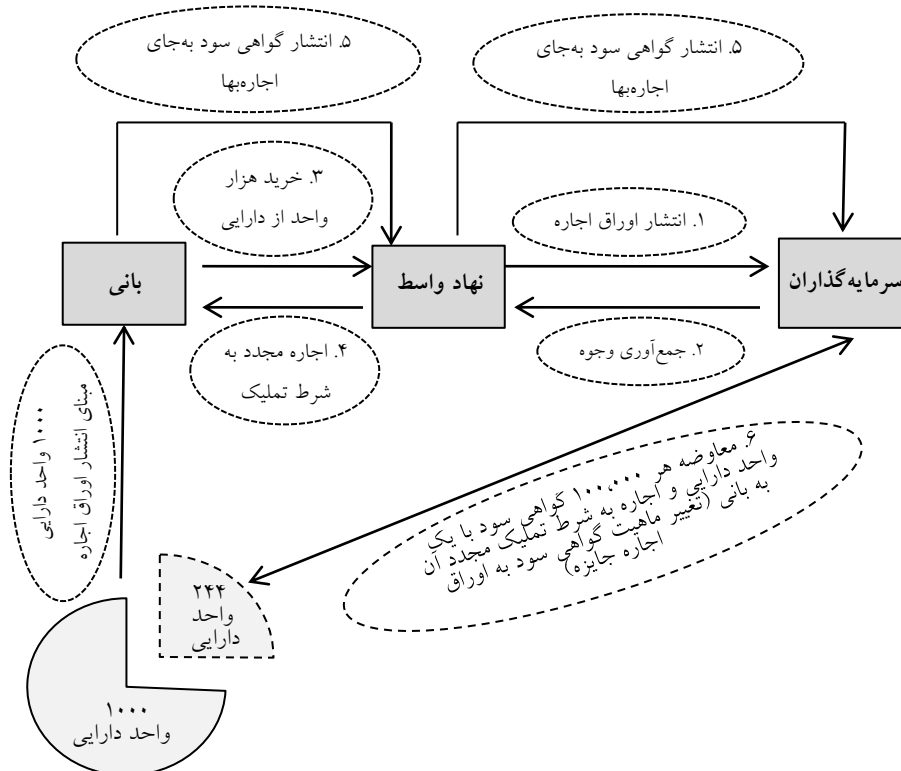 ۵. انتشار گواهی سود به‌جای
اجاره‌بها
۵. انتشار گواهی سود به‌جای
اجاره‌بها
۳. خرید هزار
واحد از دارایی
۱. انتشار اوراق اجاره
سرمایه‌گذاران
نهاد واسط
بانی
۲. جمع‌آوری وجوه
۴. اجاره مجدد به
شرط تملیک
۱۰۰۰ واحد دارایی
مبنای انتشار اوراق اجاره
۶. معاوضه هر ۱۰۰,۰۰۰ گواهی سود با یک
واحد دارایی و اجاره به شرط تملیک مجدد آن
به بانی (تغییر ماهیت گواهی سود به اوراق
اجاره جایزه)
۲۴۴
واحد
دارایی
۱۰۰۰
واحد دارایی